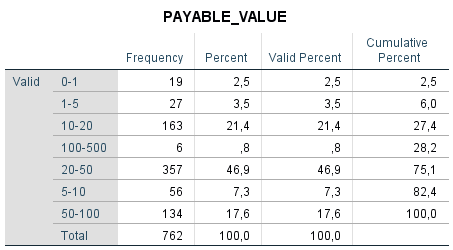 PAYABLE_VALUE
Frequency Percent Valid Percent Cumulative Percent
Valid 0-1 19 2,5 2,5 2,5
1-5 27 3,5 3,5 6,0
10-20 163 21,4 21,4 27,4
100-500 6 ,8 ,8 28,2
20-50 357 46,9 46,9 75,1
5-10 56 7,3 7,3 82,4
50-100 134 17,6 17,6 100,0
Total 762 100,0 100,0